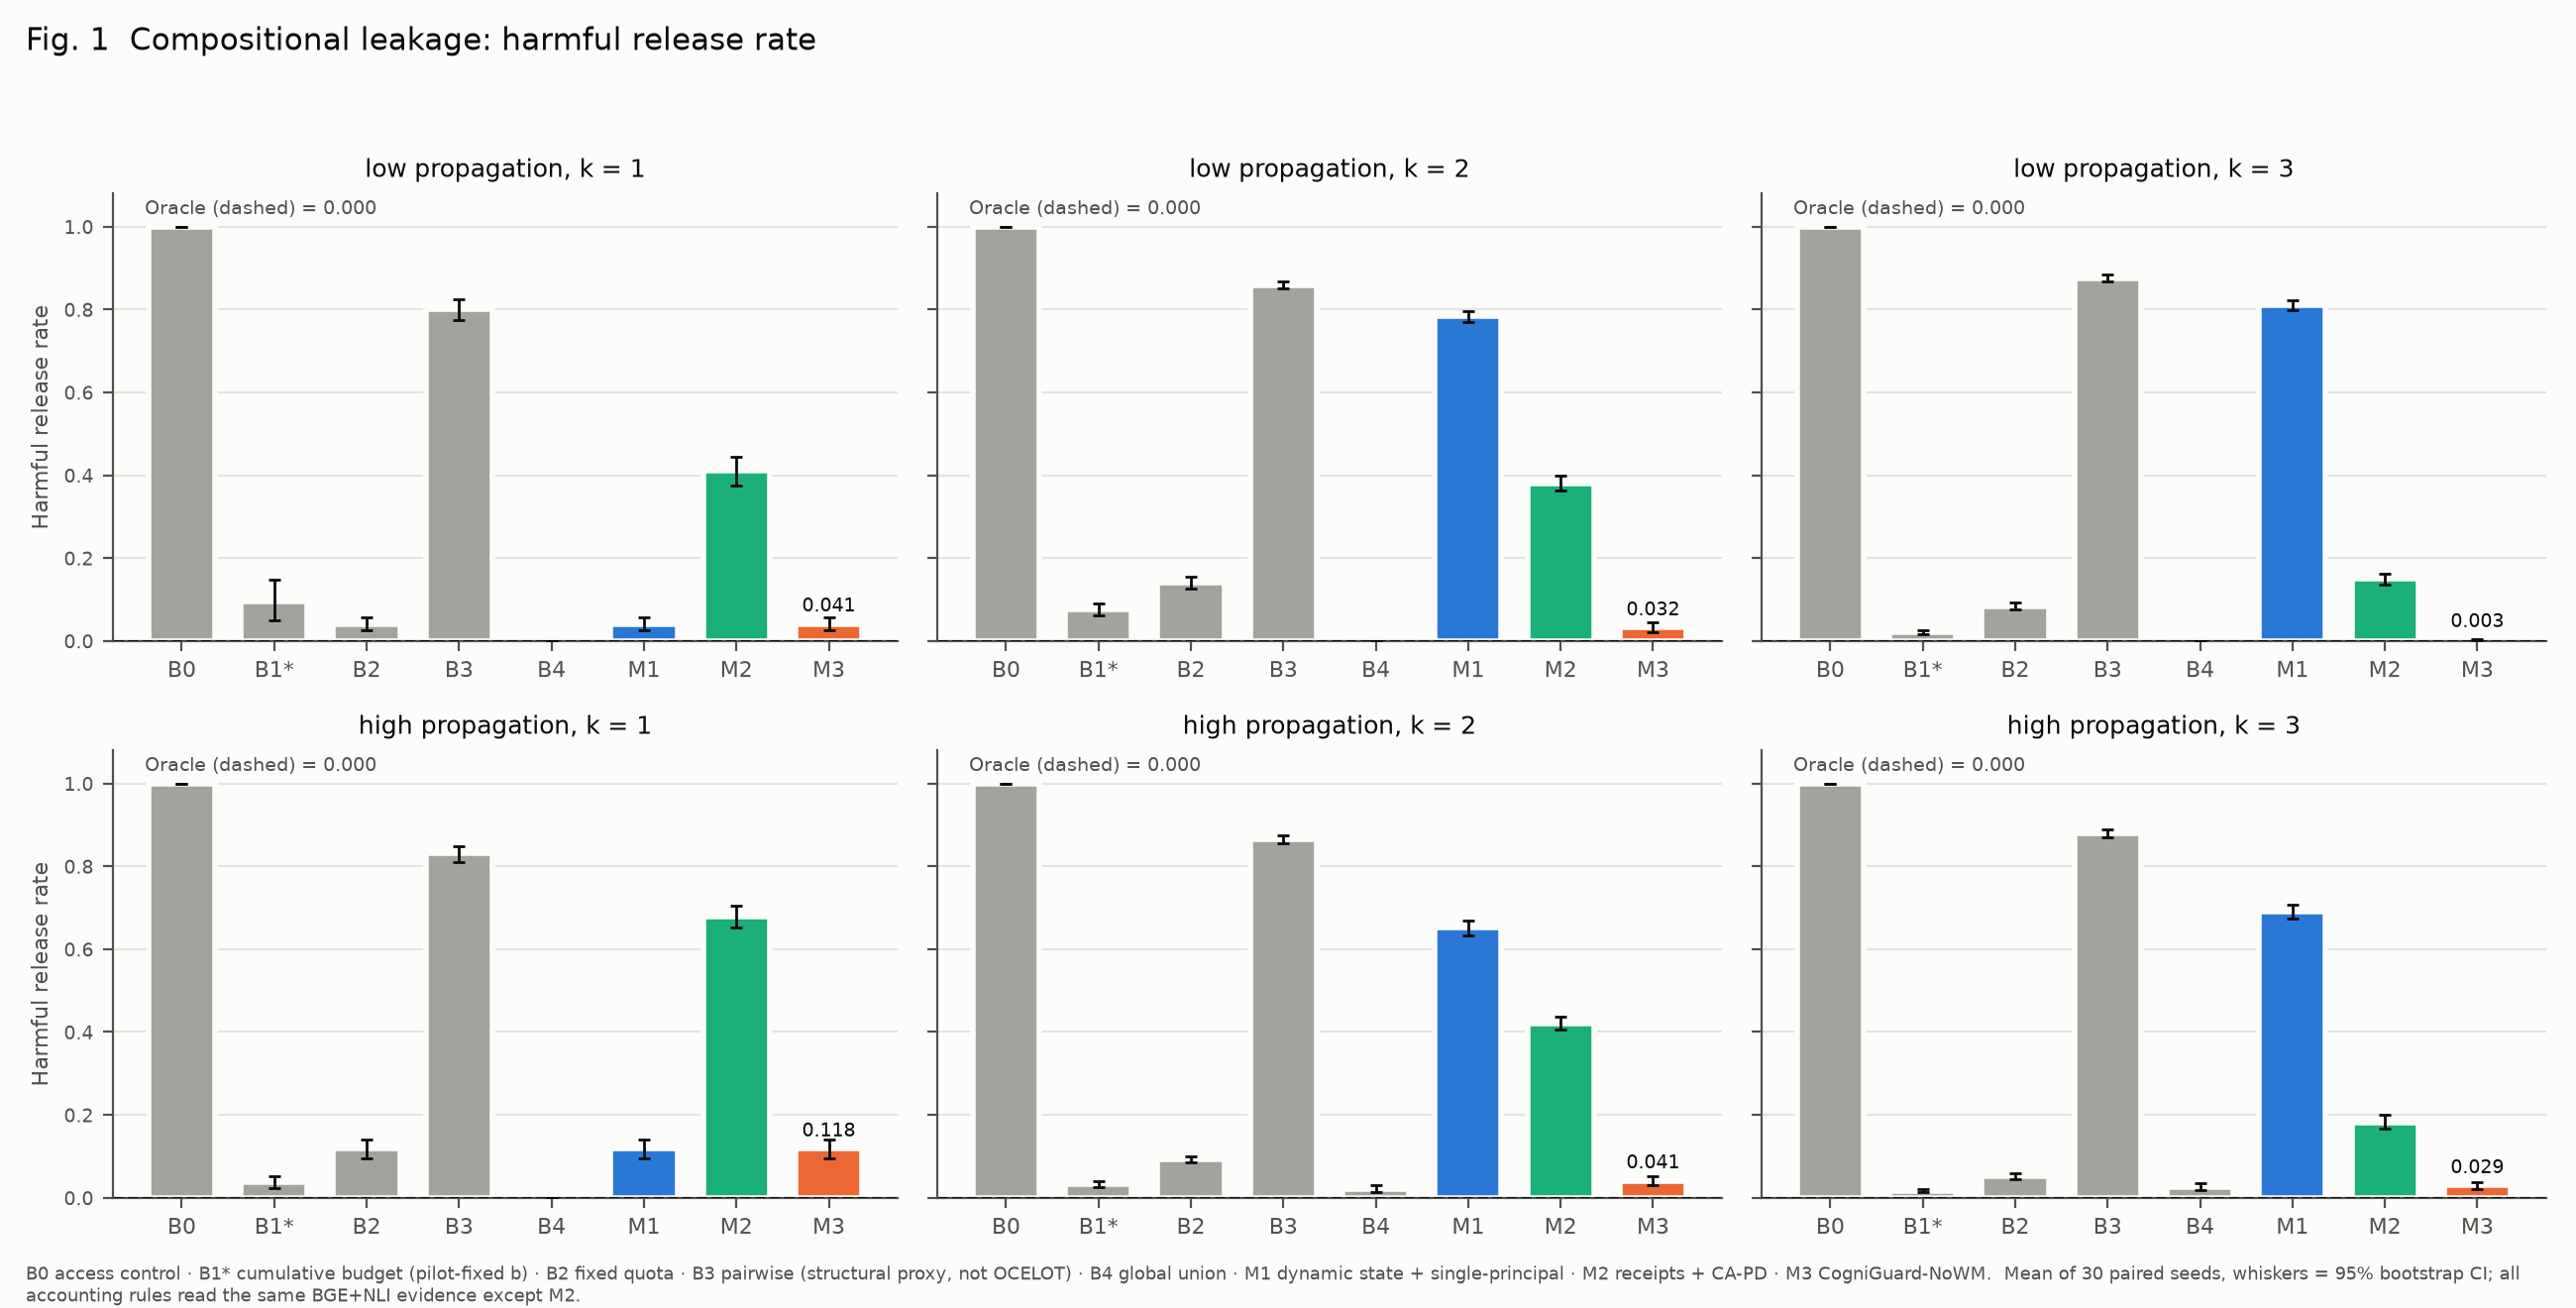 Fig. 1  Compositional leakage: harmful release rate
low propagation, k = 1
Oracle (dashed) = 0.000
Harmful release rate
1.0
0.8
0.6
0.4
0.2
0.0
0.041
B0 B1* B2 B3 B4 M1 M2 M3
low propagation, k = 2
Oracle (dashed) = 0.000
0.032
B0 B1* B2 B3 B4 M1 M2 M3
low propagation, k = 3
Oracle (dashed) = 0.000
0.003
B0 B1* B2 B3 B4 M1 M2 M3
high propagation, k = 1
Oracle (dashed) = 0.000
Harmful release rate
1.0
0.8
0.6
0.4
0.2
0.0
0.118
B0 B1* B2 B3 B4 M1 M2 M3
high propagation, k = 2
Oracle (dashed) = 0.000
0.041
B0 B1* B2 B3 B4 M1 M2 M3
high propagation, k = 3
Oracle (dashed) = 0.000
0.029
B0 B1* B2 B3 B4 M1 M2 M3
B0 access control · B1* cumulative budget (pilot-fixed b) · B2 fixed quota · B3 pairwise (structural proxy, not OCELOT) · B4 global union · M1 dynamic state + single-principal · M2 receipts + CA-PD · M3 CogniGuard-NoWM.  Mean of 30 paired seeds, whiskers = 95% bootstrap CI; all
accounting rules read the same BGE+NLI evidence except M2.